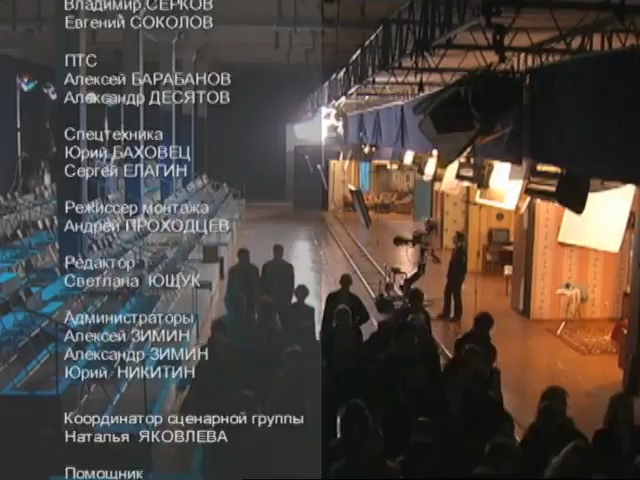 Владимир СЕРКОВ
Евгений СОКОЛОВ
ПТС
Алексей БАРАБАНОВ
Александр ДЕСЯТОВ
Спецтехника
Юрий БАХОВЕЦ
Сергей ЕЛАГИН
Режиссер монтажа
Андрей ПРОХОДЦЕВ
Редактор
Светлана ЮЩУК
Администраторы
Алексей ЗИМИН
Александр ЗИМИН
Юрий НИКИТИН
Координатор сценарной группы
Наталья ЯКОВЛЕВА
Помощник